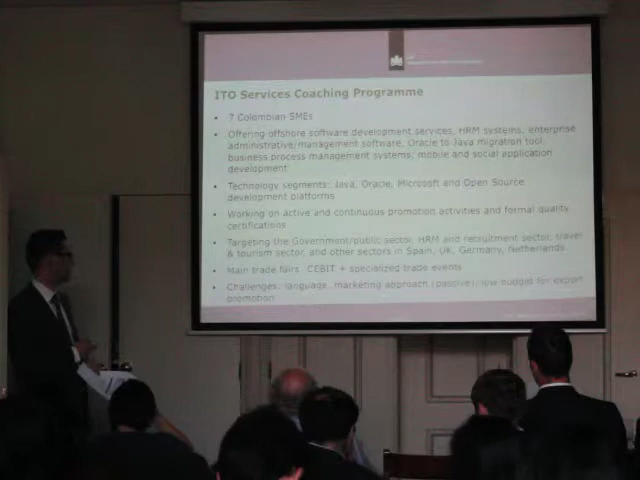 ITO Services Coaching Programme
• 7 Colombian SMEs
• Offering offshore software development services, HRM systems, enterprise
administrative/management software, Oracle to Java migration tool,
business process management systems, mobile and social application
development
• Technology segments: Java, Oracle, Microsoft and Open Source
development platforms
• Working on active and continuous promotion activities and formal quality
certifications
• Targeting the Government/public sector, HRM and recruitment sector, travel
& tourism sector, and other sectors in Spain, UK, Germany, Netherlands
• Main trade fairs: CEBIT + specialized trade events
• Challenges: language, marketing approach (passive), low budget for export
promotion